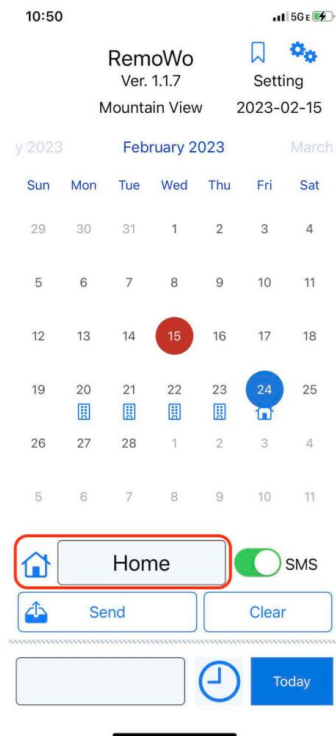 10:50
5G E
RemoWo
Ver. 1.1.7
Setting
Mountain View
2023-02-15
y 2023
February 2023
March
Sun Mon Tue Wed Thu Fri Sat
29 30 31 1 2 3 4
5 6 7 8 9 10 11
12 13 14 15 16 17 18
19 20 21 22 23 24 25
26 27 28 1 2 3 4
5 6 7 8 9 10 11
Home
SMS
Send
Clear
Today